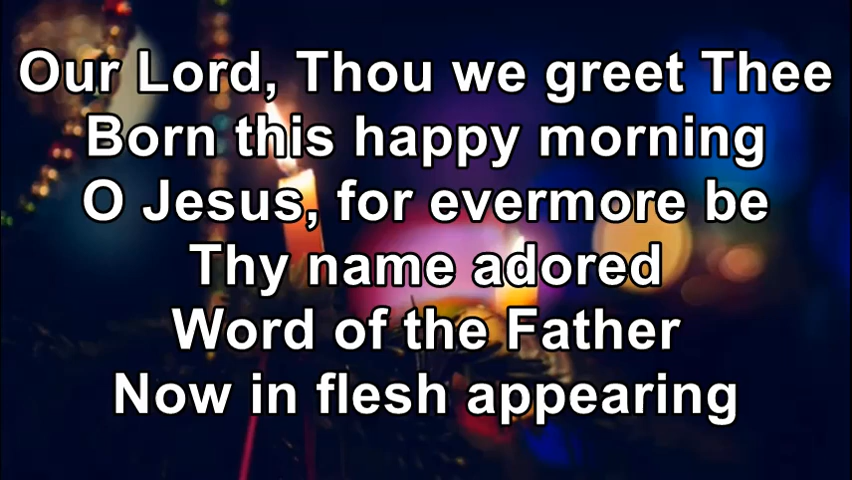 Our Lord, Thou we greet Thee
Born this happy morning
O Jesus, for evermore be
Thy name adored
Word of the Father
Now in flesh appearing